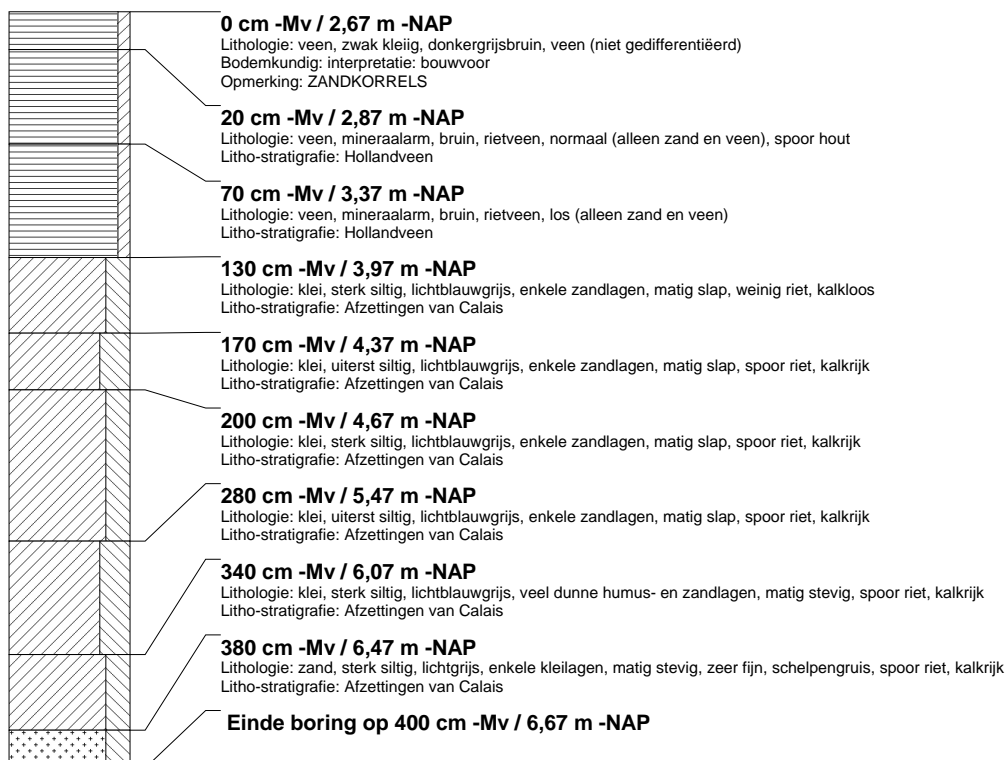 0 cm -Mv / 2,67 m -NAP
Lithologie: veen, zwak kleiig, donkergrijsbruin, veen (niet gedifferentiëerd)
Bodemkundig: interpretatie: bouwvoor
Opmerking: ZANDKORRELS
20 cm -Mv / 2,87 m -NAP
Lithologie: veen, mineraalarm, bruin, rietveen, normaal (alleen zand en veen), spoor hout
Litho-stratigrafie: Hollandveen
70 cm -Mv / 3,37 m -NAP
Lithologie: veen, mineraalarm, bruin, rietveen, los (alleen zand en veen)
Litho-stratigrafie: Hollandveen
130 cm -Mv / 3,97 m -NAP
Lithologie: klei, sterk siltig, lichtblauwgrijs, enkele zandlagen, matig slap, weinig riet, kalkloos
Litho-stratigrafie: Afzettingen van Calais
170 cm -Mv / 4,37 m -NAP
Lithologie: klei, uiterst siltig, lichtblauwgrijs, enkele zandlagen, matig slap, spoor riet, kalkrijk
Litho-stratigrafie: Afzettingen van Calais
200 cm -Mv / 4,67 m -NAP
Lithologie: klei, sterk siltig, lichtblauwgrijs, enkele zandlagen, matig slap, spoor riet, kalkrijk
Litho-stratigrafie: Afzettingen van Calais
280 cm -Mv / 5,47 m -NAP
Lithologie: klei, uiterst siltig, lichtblauwgrijs, enkele zandlagen, matig slap, spoor riet, kalkrijk
Litho-stratigrafie: Afzettingen van Calais
340 cm -Mv / 6,07 m -NAP
Lithologie: klei, sterk siltig, lichtblauwgrijs, veel dunne humus- en zandlagen, matig stevig, spoor riet, kalkrijk
Litho-stratigrafie: Afzettingen van Calais
380 cm -Mv / 6,47 m -NAP
Lithologie: zand, sterk siltig, lichtgrijs, enkele kleilagen, matig stevig, zeer fijn, schelpengruis, spoor riet, kalkrijk
Litho-stratigrafie: Afzettingen van Calais
Einde boring op 400 cm -Mv / 6,67 m -NAP